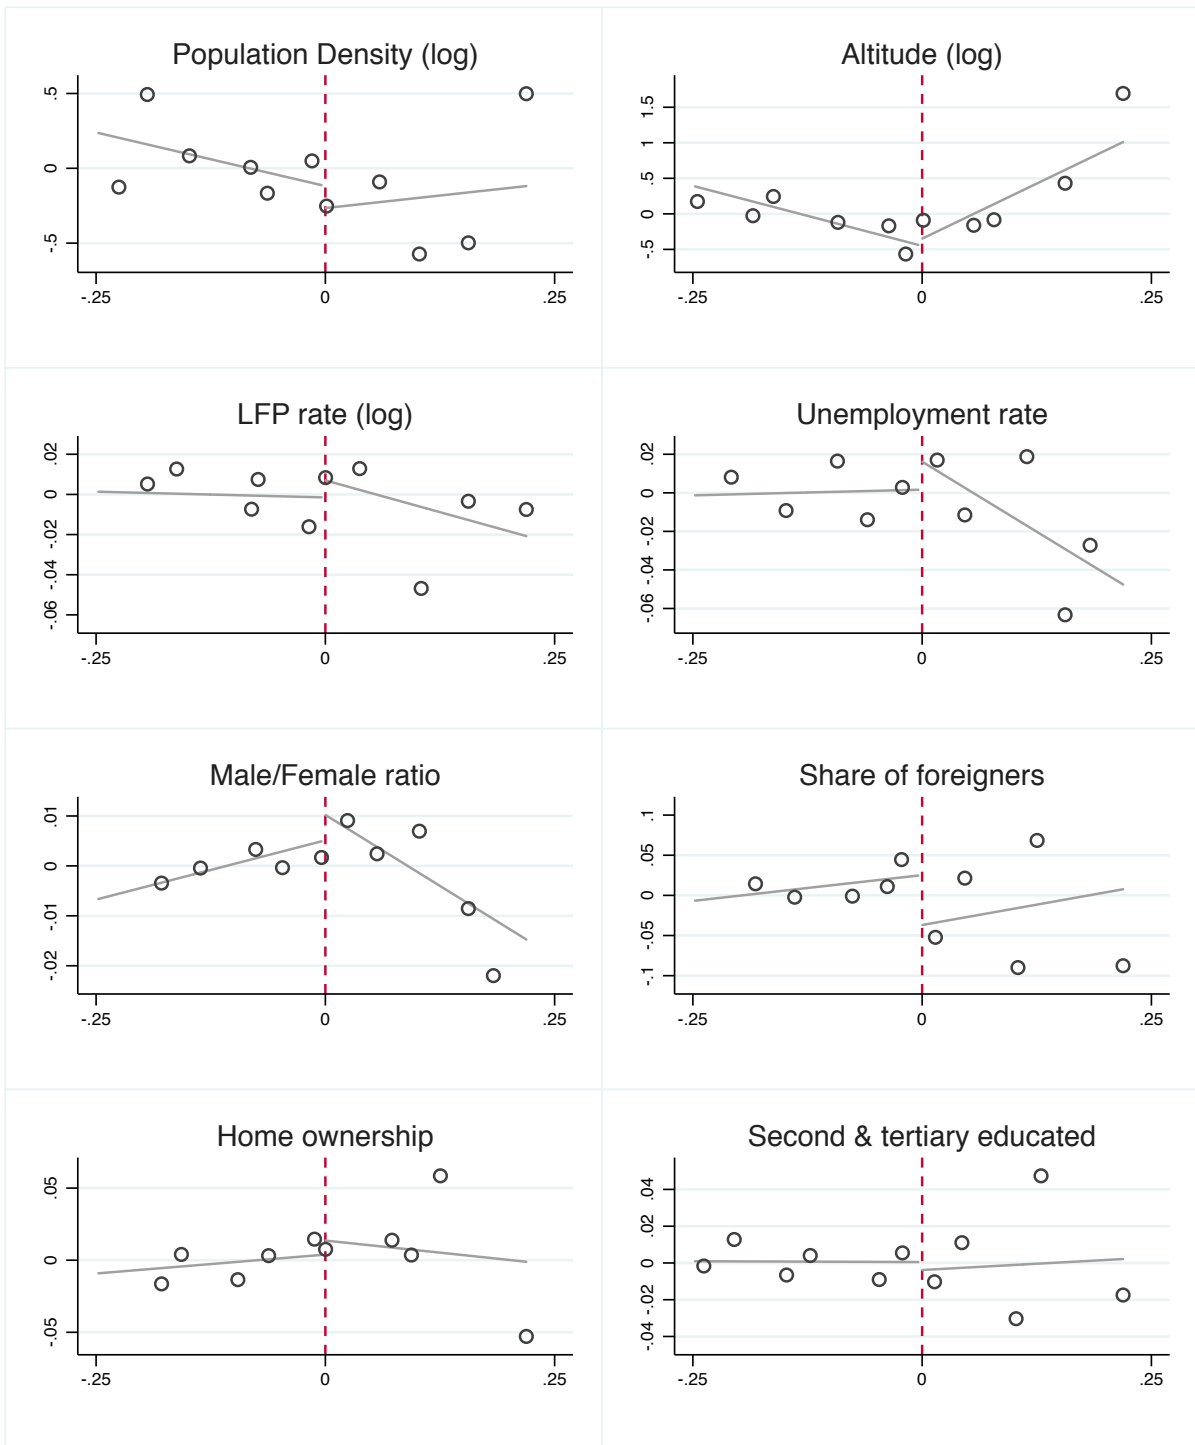 Population Density (log)
.5
0
-.5
-.25 0 .25
Altitude (log)
1.5
1
.5
0
-.5
-.25 0 .25
LFP rate (log)
.02
0
-.02
-.04
-.06
-.25 0 .25
Unemployment rate
.02
0
-.02
-.04
-.06
-.25 0 .25
Male/Female ratio
.01
0
-.01
-.02
-.25 0 .25
Share of foreigners
.1
.05
0
-.05
-.1
-.25 0 .25
Home ownership
.05
0
-.05
-.25 0 .25
Second & tertiary educated
.04
.02
0
-.02
-.04
-.25 0 .25